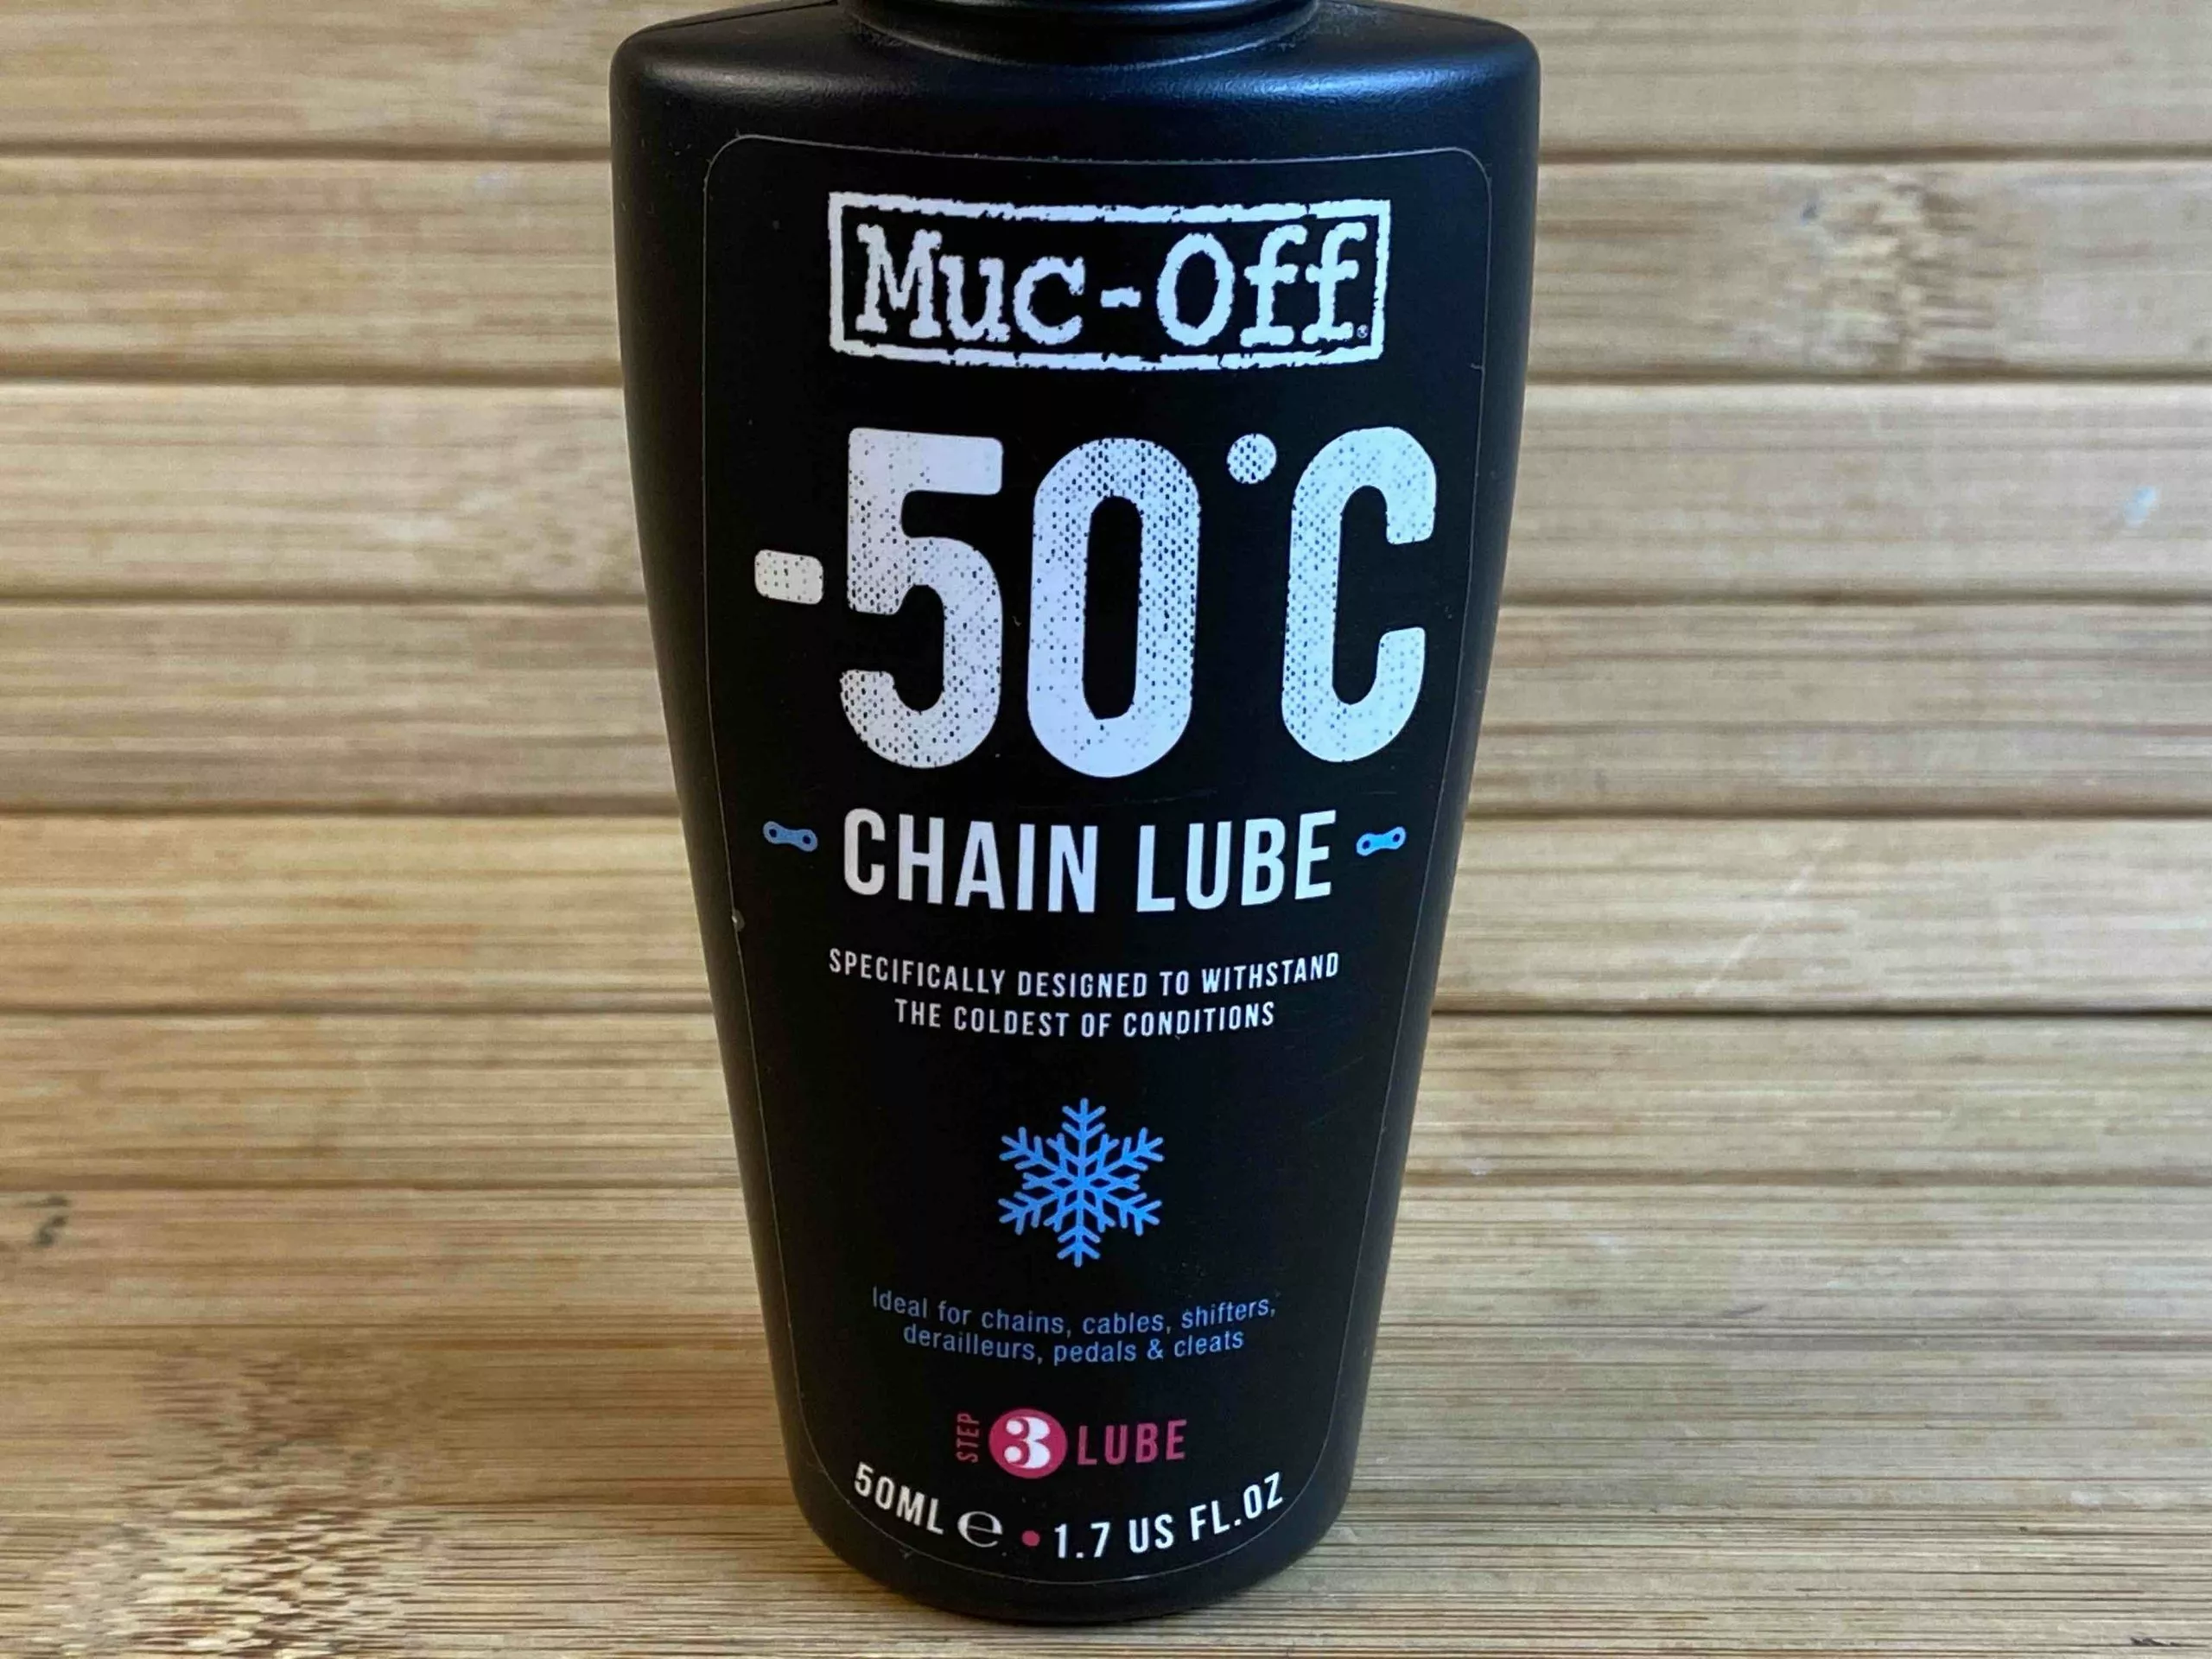 Muc-Off®
-50°C
CHAIN LUBE
SPECIFICALLY DESIGNED TO WITHSTAND
THE COLDEST OF CONDITIONS
Ideal for chains, cables, shifters,
derailleurs, pedals & cleats
STEP 3 LUBE
50ML ℮ • 1.7 US FL.OZ